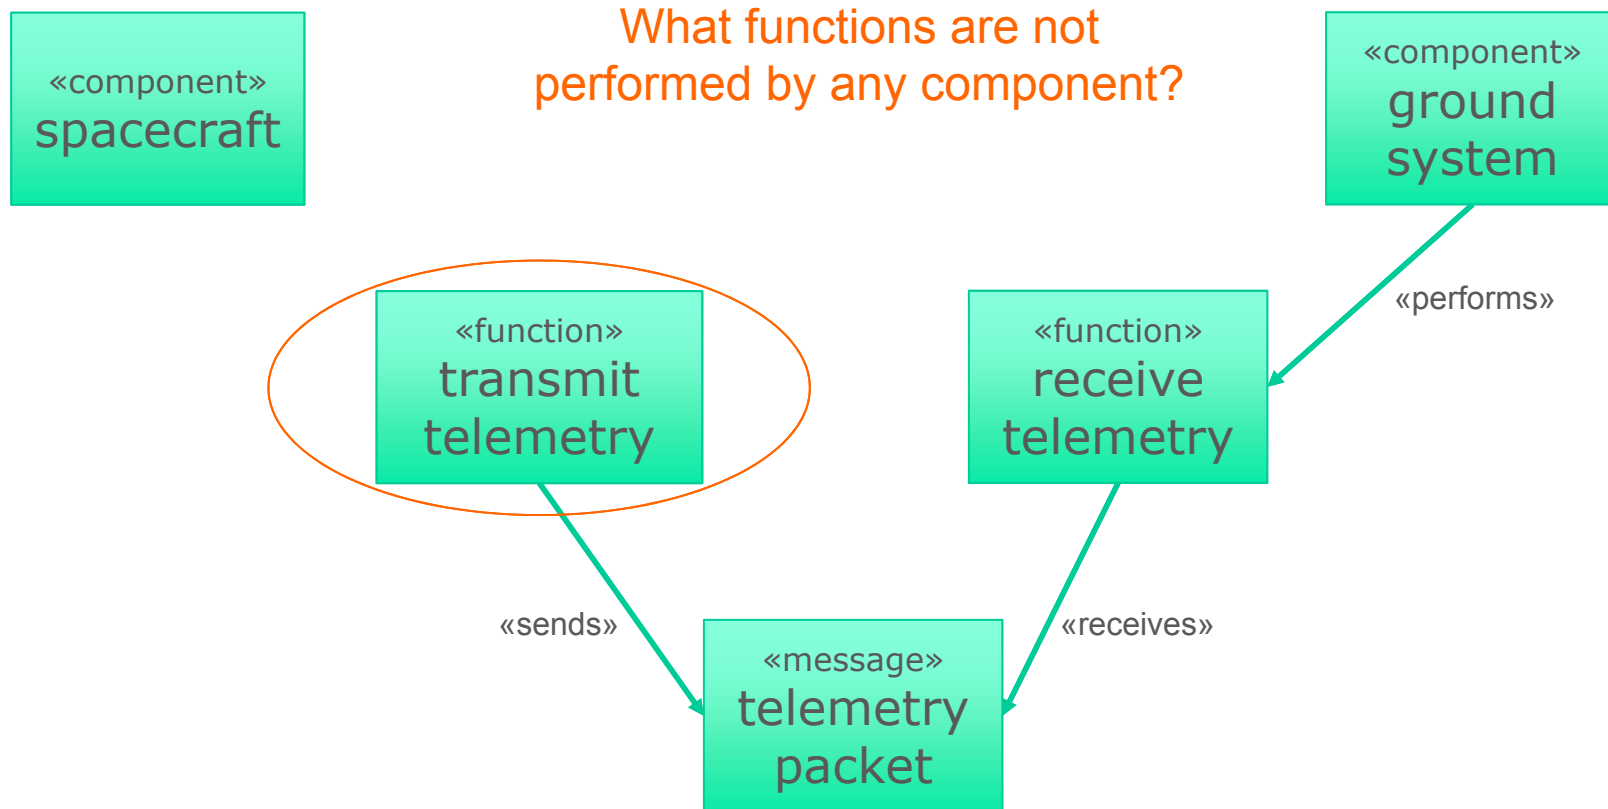 What functions are not
performed by any component?
«component»
spacecraft
«component»
ground
system
«performs»
«function»
transmit
telemetry
«function»
receive
telemetry
«sends»
«receives»
«message»
telemetry
packet